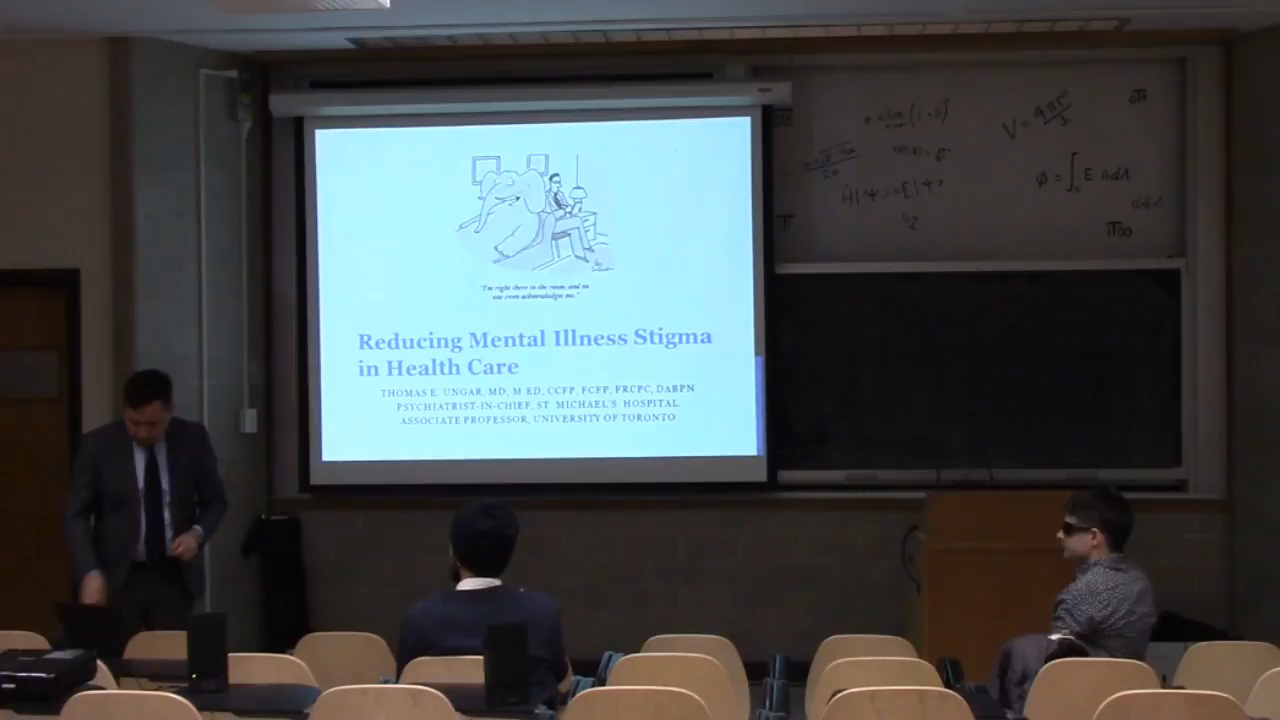 "I'm right there in the room, and no
one even acknowledges me."
Reducing Mental Illness Stigma
in Health Care
THOMAS E. UNGAR, MD, M.ED, CCFP, FCFP, FRCPC, DABPN
PSYCHIATRIST-IN-CHIEF, ST. MICHAEL'S HOSPITAL
ASSOCIATE PROFESSOR, UNIVERSITY OF TORONTO
V = 4πr³/3
Φ = ∫ E n dA
Ĥ|Ψ> = E|Ψ>
1/2